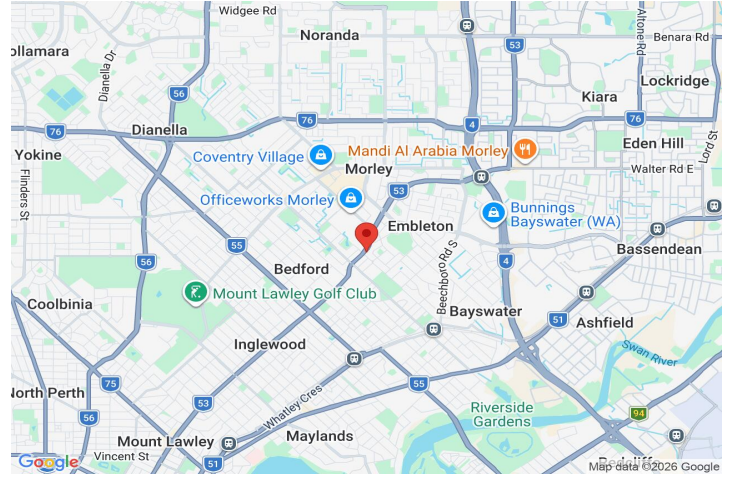 Widgee Rd
Noranda
Benara Rd
Altone Rd
ollamara
Dianella Dr
53
Lockridge
56
Kiara
76
76
4
76
Dianella
Eden Hill
Lord St
Yokine
Coventry Village
Mandi Al Arabia Morley
Morley
Walter Rd E
Flinders St
53
Officeworks Morley
Bunnings
Bayswater (WA)
Embleton
55
Bassendean
56
Bedford
4
Beechboro Rd S
Mount Lawley Golf Club
Coolbinia
Bayswater
51
Ashfield
Inglewood
Swan River
75
55
North Perth
53
56
Whatley Cres
Riverside
Gardens
94
Mount Lawley
Maylands
Vincent St
51
Google
Map data ©2026 Google